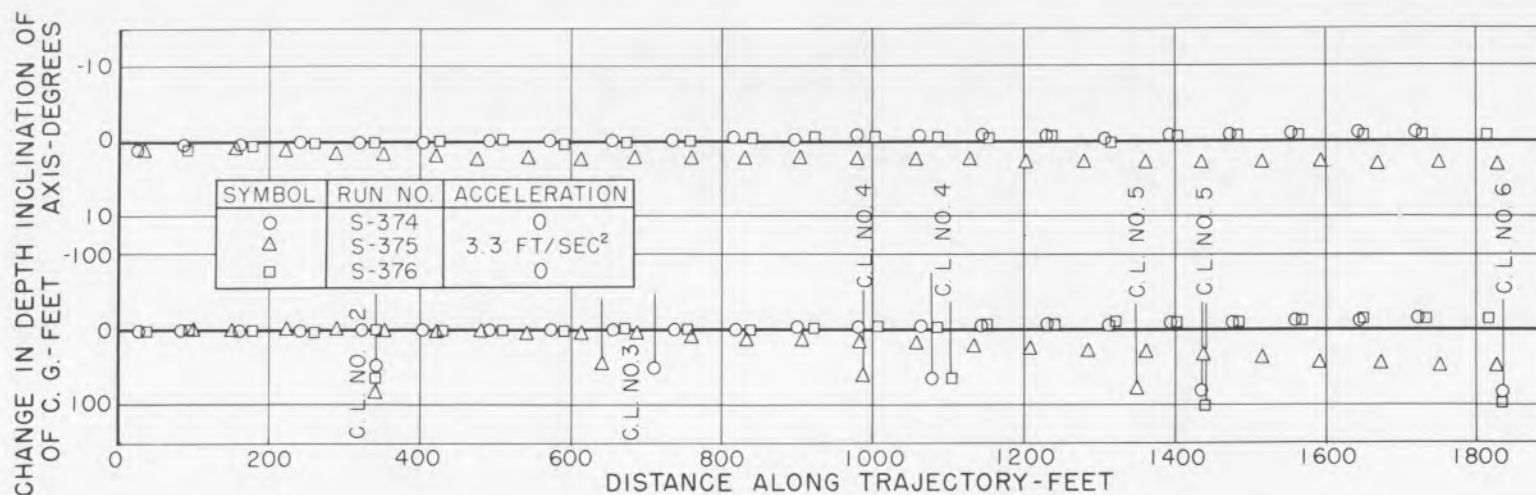 CHANGE IN DEPTH INCLINATION OF
OF C. G.-FEET AXIS-DEGREES
-10
0
10
-100
0
100
SYMBOL RUN NO. ACCELERATION
○ S-374 0
△ S-375 3.3 FT/SEC²
□ S-376 0
C. L. NO. 2
C. L. NO. 3
C. L. NO. 4
C. L. NO. 4
C. L. NO. 5
C. L. NO. 5
C. L. NO. 6
0 200 400 600 800 1000 1200 1400 1600 1800
DISTANCE ALONG TRAJECTORY-FEET